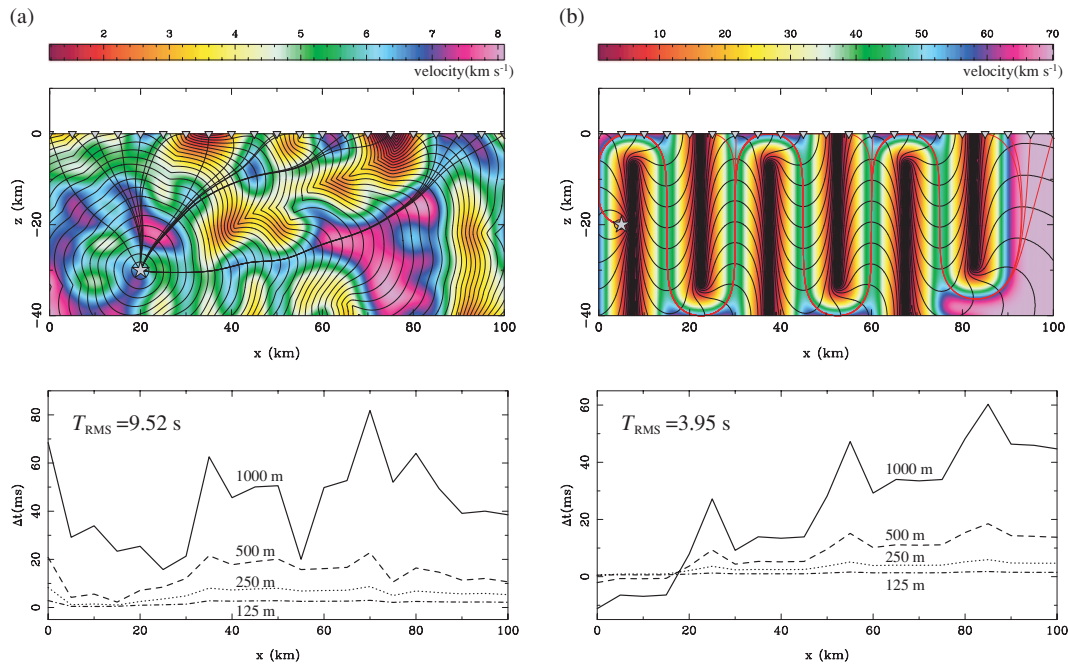 (a)
2 3 4 5 6 7 8
velocity(km s⁻¹)
0
−20
−40
z (km)
0 20 40 60 80 100
x (km)
(b)
10 20 30 40 50 60 70
velocity(km s⁻¹)
0
−20
−40
z (km)
0 20 40 60 80 100
x (km)
80
60
40
20
0
Δt(ms)
T_RMS =9.52 s
1000 m
500 m
250 m
125 m
0 20 40 60 80 100
x (km)
60
40
20
0
Δt(ms)
T_RMS =3.95 s
1000 m
500 m
250 m
125 m
0 20 40 60 80 100
x (km)